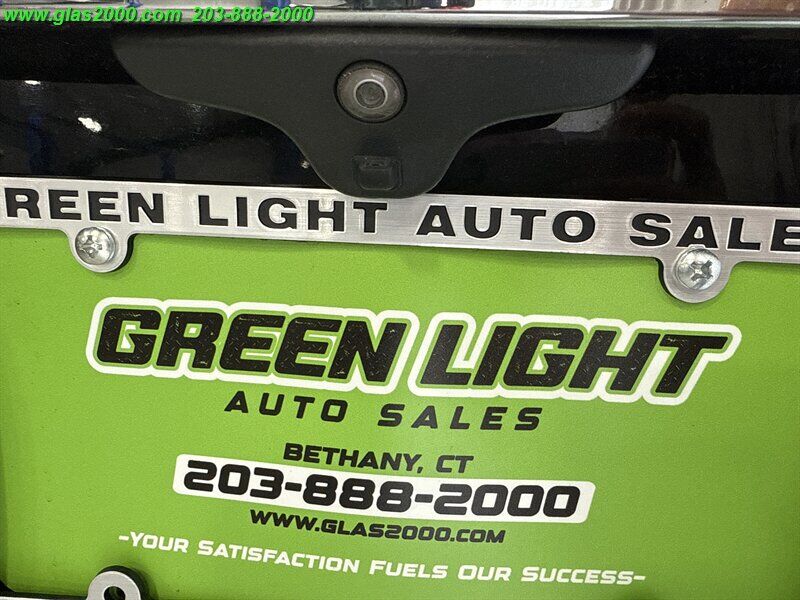 www.glas2000.com 203-888-2000
REEN LIGHT AUTO SALE
GREEN LIGHT
AUTO SALES
BETHANY, CT
203-888-2000
WWW.GLAS2000.COM
-YOUR SATISFACTION FUELS OUR SUCCESS-